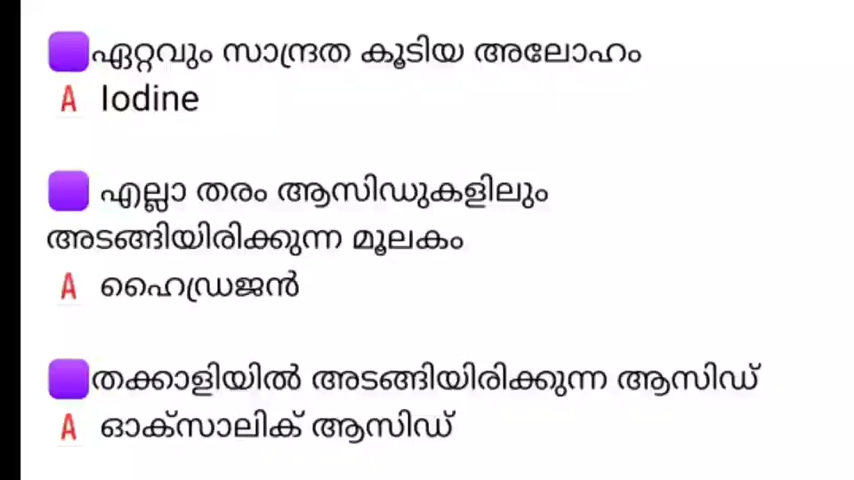 🟪ഏറ്റവും സാന്ദ്രത കൂടിയ അലോഹം
A Iodine
🟪 എല്ലാ തരം ആസിഡുകളിലും
അടങ്ങിയിരിക്കുന്ന മൂലകം
A ഹൈഡ്രജൻ
🟪തക്കാളിയിൽ അടങ്ങിയിരിക്കുന്ന ആസിഡ്
A ഓക്സാലിക് ആസിഡ്